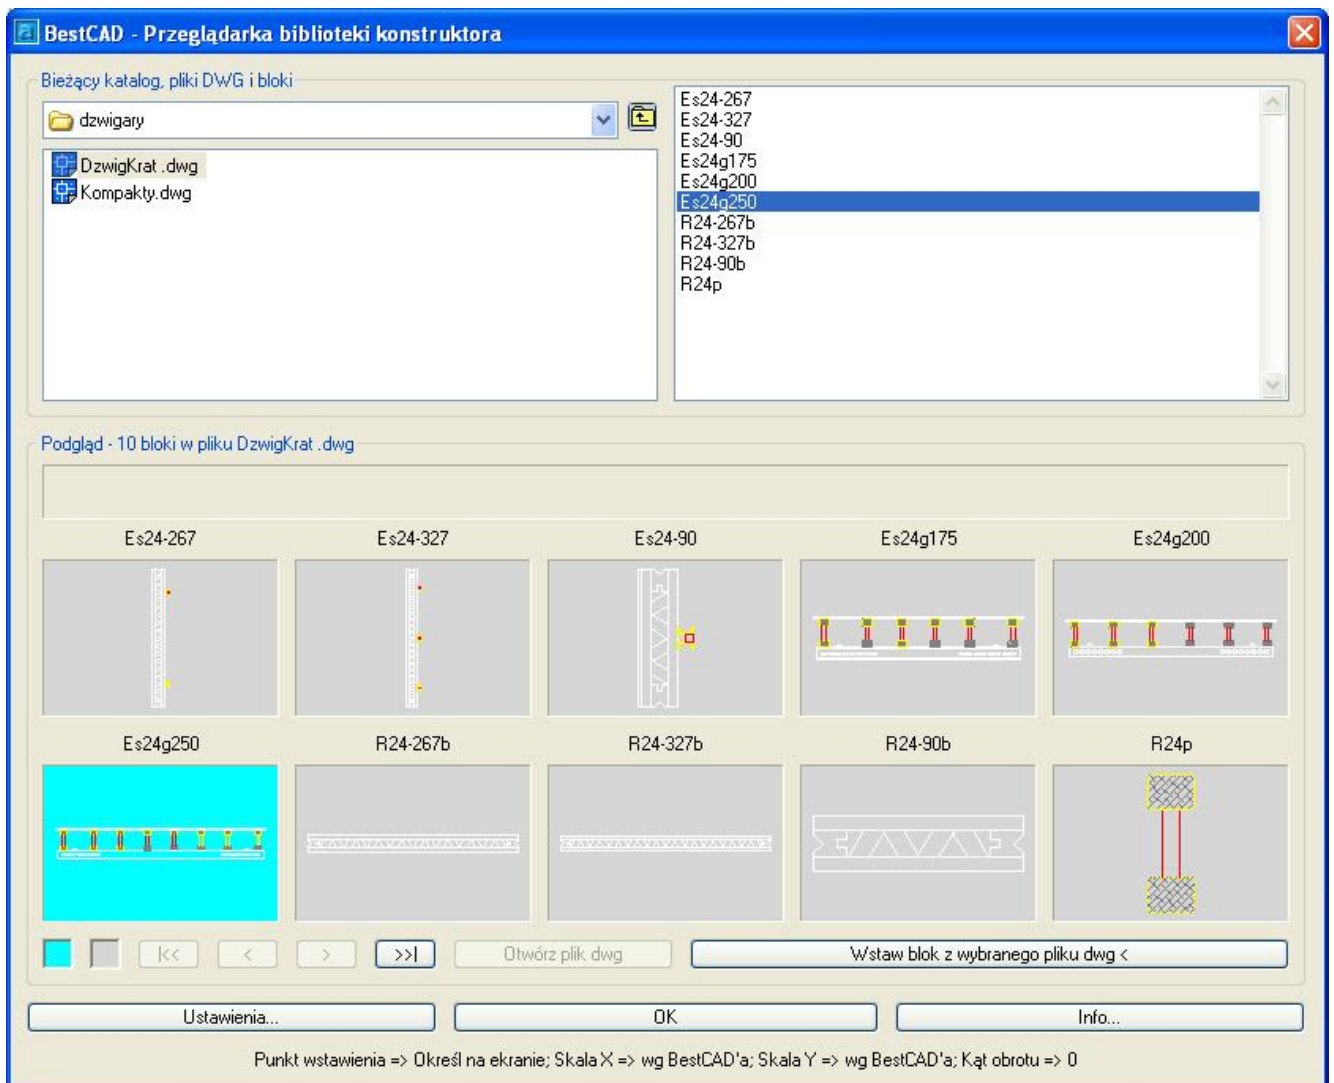 BestCAD - Przeglądarka biblioteki konstruktora
Bieżący katalog, pliki DWG i bloki
dzwigary
DzwigKrat .dwg
Kompakty.dwg
Es24-267
Es24-327
Es24-90
Es24g175
Es24g200
Es24g250
R24-267b
R24-327b
R24-90b
R24p
Podgląd - 10 bloki w pliku DzwigKrat .dwg
Es24-267 Es24-327 Es24-90 Es24g175 Es24g200
Es24g250 R24-267b R24-327b R24-90b R24p
|<< < > >>| Otwórz plik dwg Wstaw blok z wybranego pliku dwg <
Ustawienia... OK Info...
Punkt wstawienia => Określ na ekranie; Skala X => wg BestCAD'a; Skala Y => wg BestCAD'a; Kąt obrotu => 0